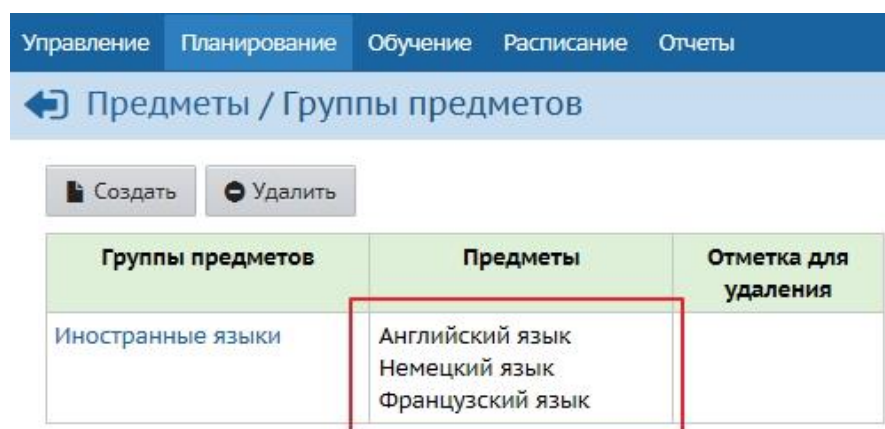 Управление Планирование Обучение Расписание Отчеты
Предметы / Группы предметов
Создать Удалить
Группы предметов Предметы Отметка для
удаления
Иностранные языки Английский язык
Немецкий язык
Французский язык